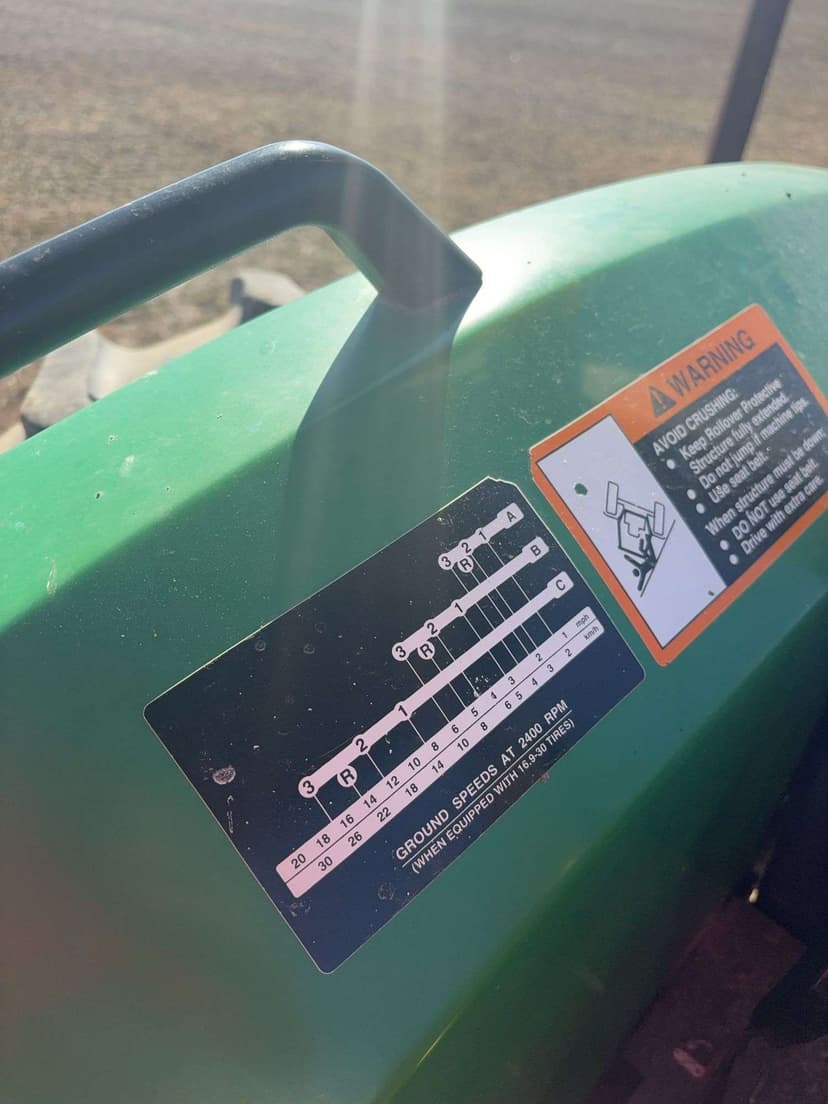 WARNING
AVOID CRUSHING:
Keep Rollover Protective
Structure fully extended.
Do not jump if machine tips.
Use seat belt.
When structure must be down:
DO NOT use seat belt
Drive with extra care.
3 R 2 1 A
3 R 2 1 B
3 R 2 1 C
20 18 16 14 12 10 8 6 5 4 3 2 1 mph
30 26 22 18 14 10 8 6 5 4 3 2 km/h
GROUND SPEEDS AT 2400 RPM
(WHEN EQUIPPED WITH 16.9-30 TIRES)